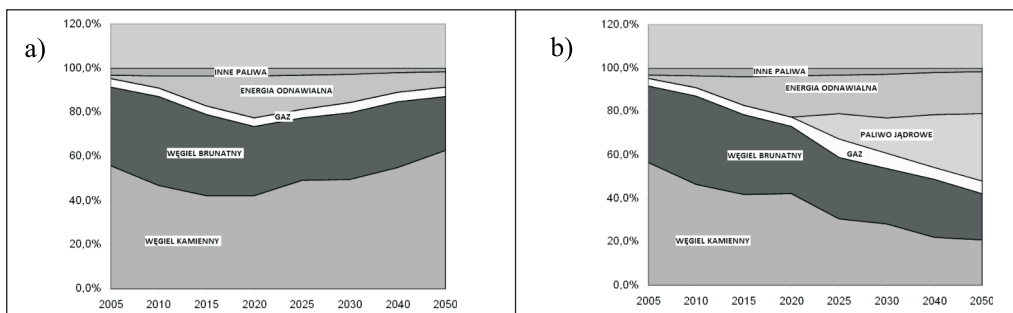 a)
120,0%
100,0%
80,0%
60,0%
40,0%
20,0%
0,0%
INNE PALIWA
ENERGIA ODNAWIALNA
GAZ
WĘGIEL BRUNATNY
WĘGIEL KAMIENNY
2005 2010 2015 2020 2025 2030 2040 2050
b)
120,0%
100,0%
80,0%
60,0%
40,0%
20,0%
0,0%
INNE PALIWA
ENERGIA ODNAWIALNA
PALIWO JĄDROWE
GAZ
WĘGIEL BRUNATNY
WĘGIEL KAMIENNY
2005 2010 2015 2020 2025 2030 2040 2050